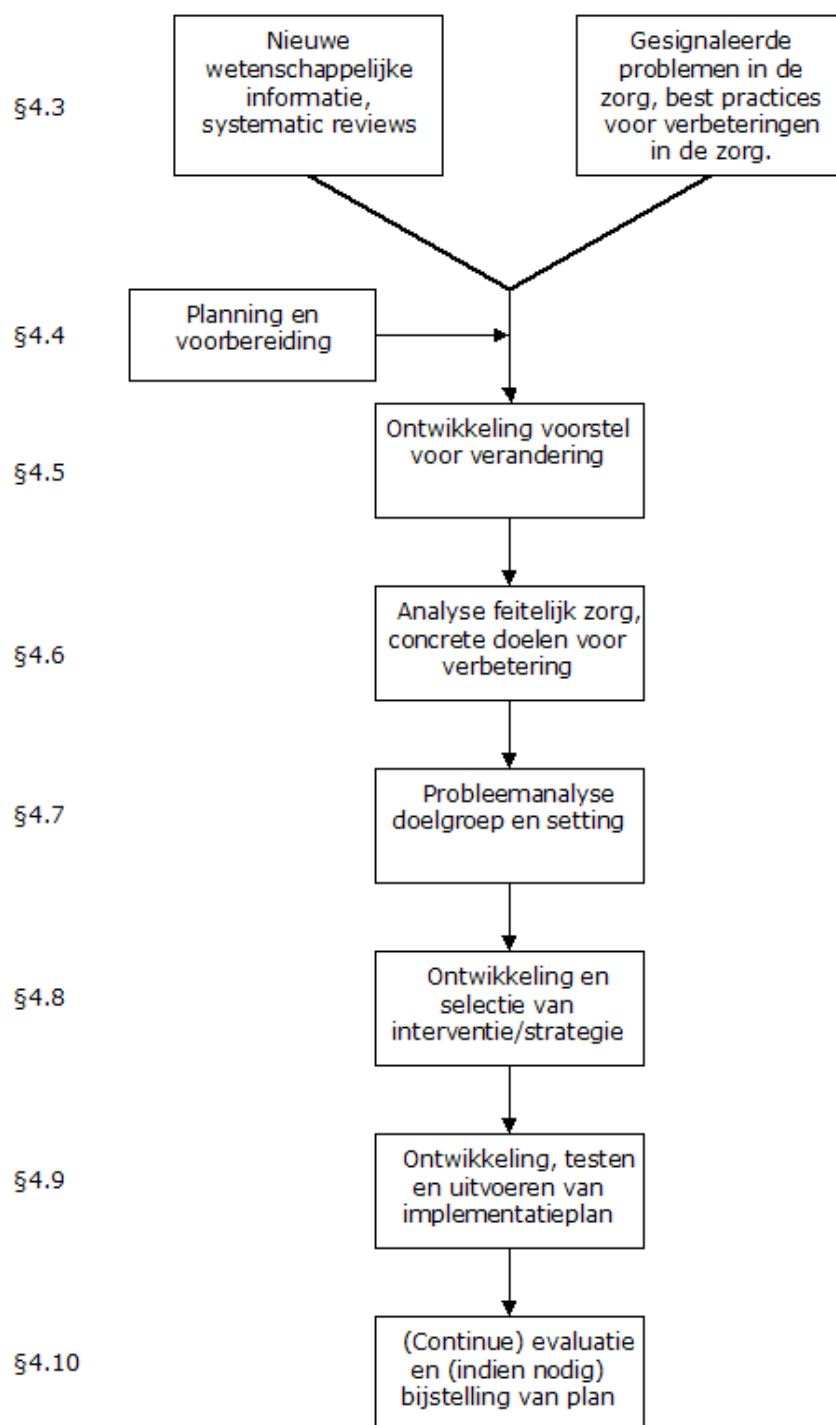 §4.3
Nieuwe
wetenschappelijke
informatie,
systematic reviews
Gesignaleerde
problemen in de
zorg, best practices
voor verbeteringen
in de zorg.
§4.4
Planning en
voorbereiding
§4.5
Ontwikkeling voorstel
voor verandering
§4.6
Analyse feitelijk zorg,
concrete doelen voor
verbetering
§4.7
Probleemanalyse
doelgroep en setting
§4.8
Ontwikkeling en
selectie van
interventie/strategie
§4.9
Ontwikkeling, testen
en uitvoeren van
implementatieplan
§4.10
(Continue) evaluatie
en (indien nodig)
bijstelling van plan